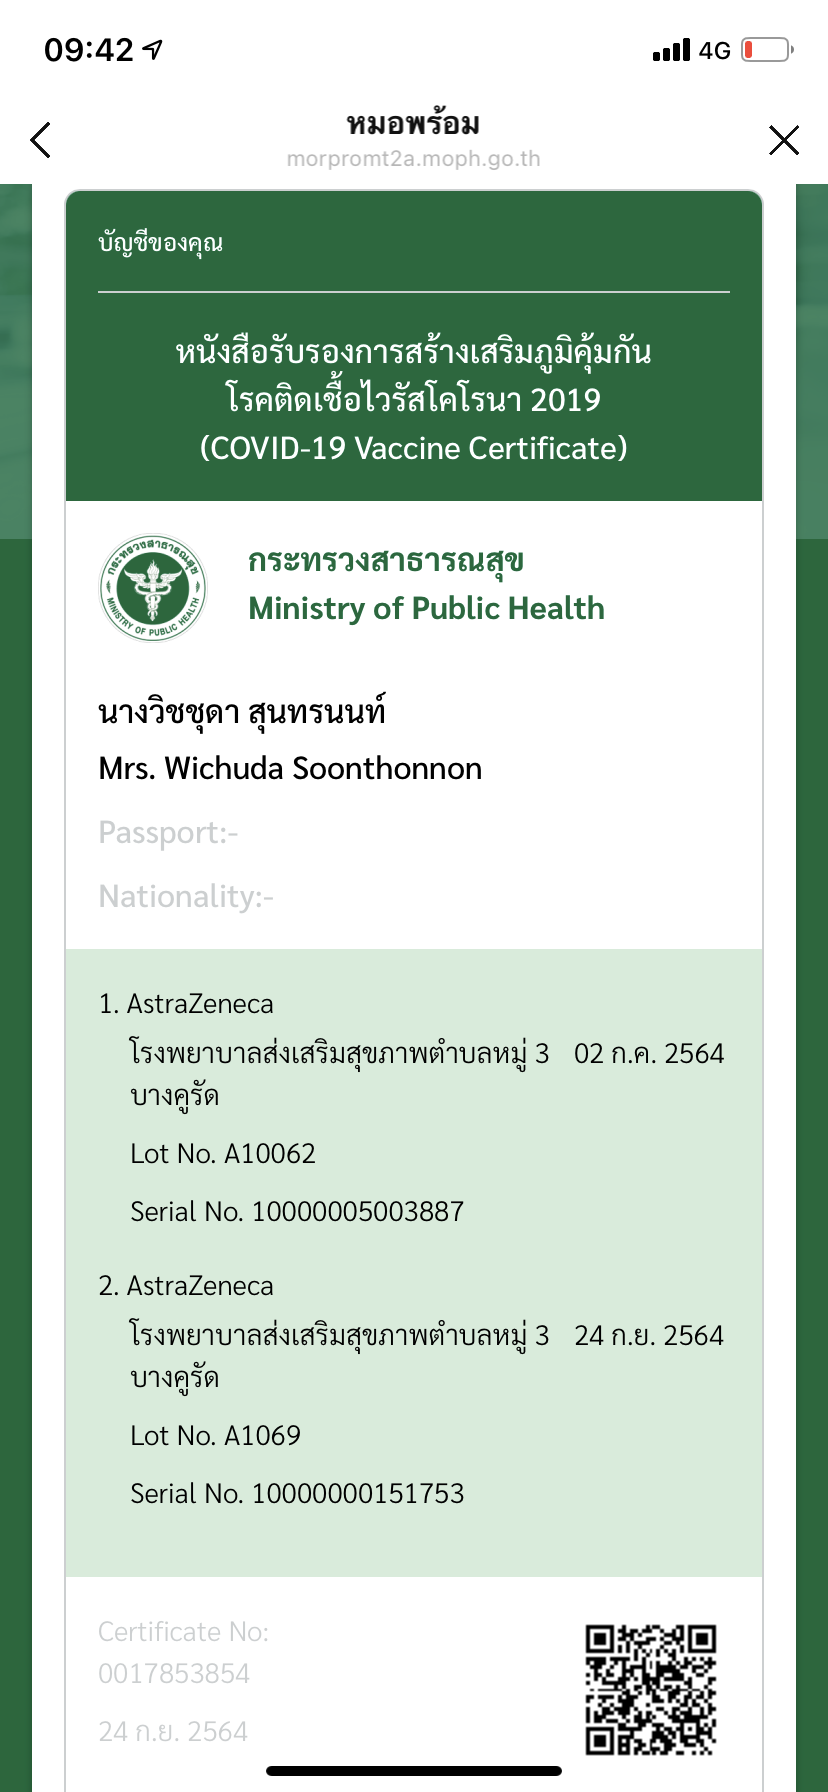 09:42
4G
หมอพร้อม
morpromt2a.moph.go.th
บัญชีของคุณ
หนังสือรับรองการสร้างเสริมภูมิคุ้มกัน
โรคติดเชื้อไวรัสโคโรนา 2019
(COVID-19 Vaccine Certificate)
กระทรวงสาธารณสุข
MINISTRY OF PUBLIC HEALTH
กระทรวงสาธารณสุข
Ministry of Public Health
นางวิชชุดา สุนทรนนท์
Mrs. Wichuda Soonthonnon
Passport:-
Nationality:-
1. AstraZeneca
โรงพยาบาลส่งเสริมสุขภาพตำบลหมู่ 3 02 ก.ค. 2564
บางคูรัด
Lot No. A10062
Serial No. 10000005003887
2. AstraZeneca
โรงพยาบาลส่งเสริมสุขภาพตำบลหมู่ 3 24 ก.ย. 2564
บางคูรัด
Lot No. A1069
Serial No. 10000000151753
Certificate No:
0017853854
24 ก.ย. 2564